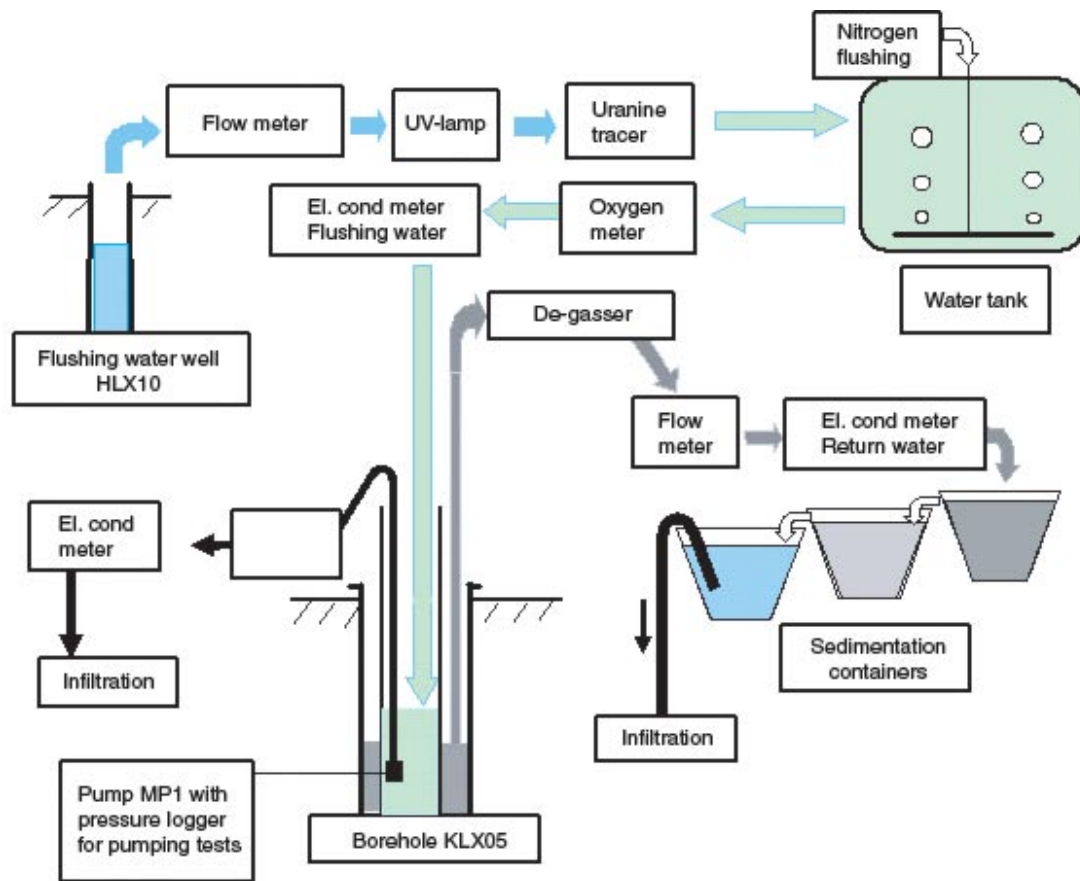 Nitrogen
flushing
Flow meter
UV-lamp
Uranine
tracer
El. cond meter
Flushing water
Oxygen
meter
Water tank
De-gasser
Flushing water well
HLX10
Flow
meter
El. cond meter
Return water
El. cond
meter
Sedimentation
containers
Infiltration
Infiltration
Pump MP1 with
pressure logger
for pumping tests
Borehole KLX05